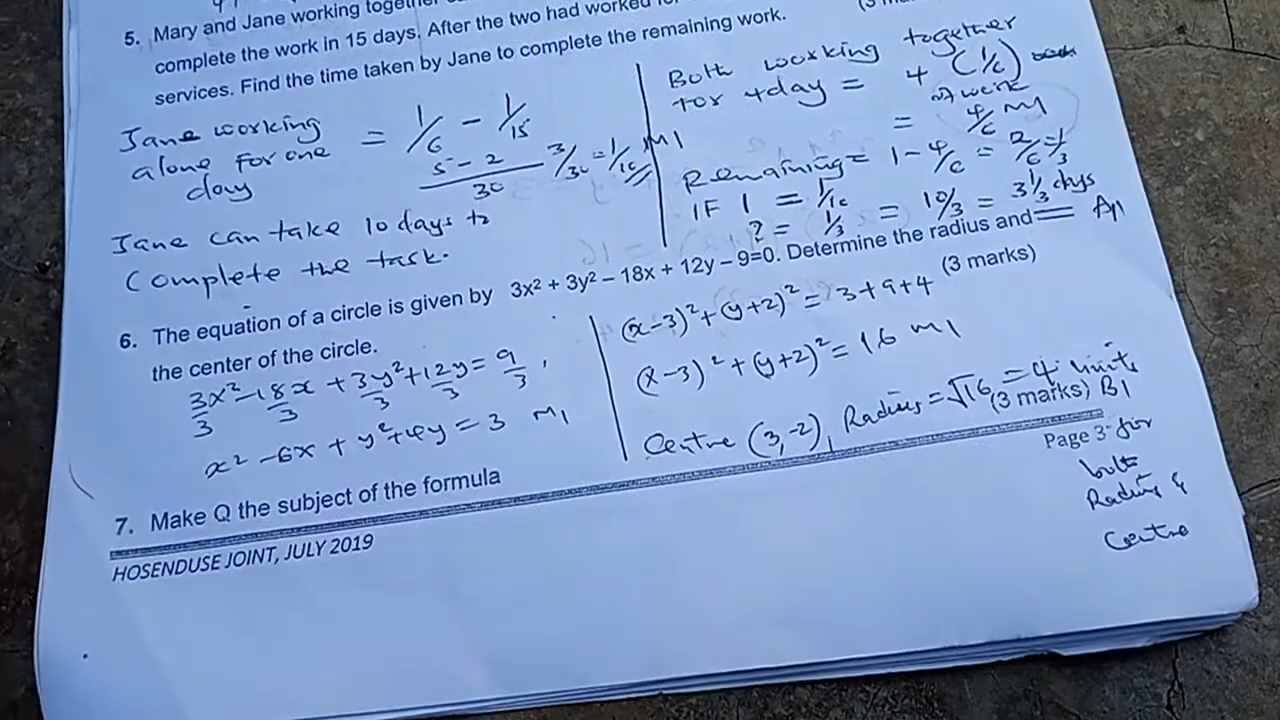 5. Mary and Jane working together
complete the work in 15 days. After the two had worked
services. Find the time taken by Jane to complete the remaining work.
Jane working
alone for one
day
= 1/6 - 1/15
5-2
30
3/30 = 1/10
M1
Jane can take 10 days to
Complete the task.
Both working together
for 4day = 4 (1/6)
of work
= 4/6 M1
Remaining = 1 - 4/6 = 2/6 = 1/3
IF 1 = 1/10
? = 1/3 = 10/3 = 3 1/3 days
A1
6. The equation of a circle is given by 3x² + 3y² – 18x + 12y – 9=0. Determine the radius and
the center of the circle.
(3 marks)
3x²/3 - 18x/3 + 3y²/3 + 12y/3 = 9/3
x² - 6x + y² + 4y = 3 M1
(x-3)² + (y+2)² = 3+9+4
(x-3)² + (y+2)² = 16 M1
Centre (3,-2), Radius = √16 = 4 units
(3 marks) B1
for
both
Radius &
Centre
7. Make Q the subject of the formula
Page 3
HOSENDUSE JOINT, JULY 2019